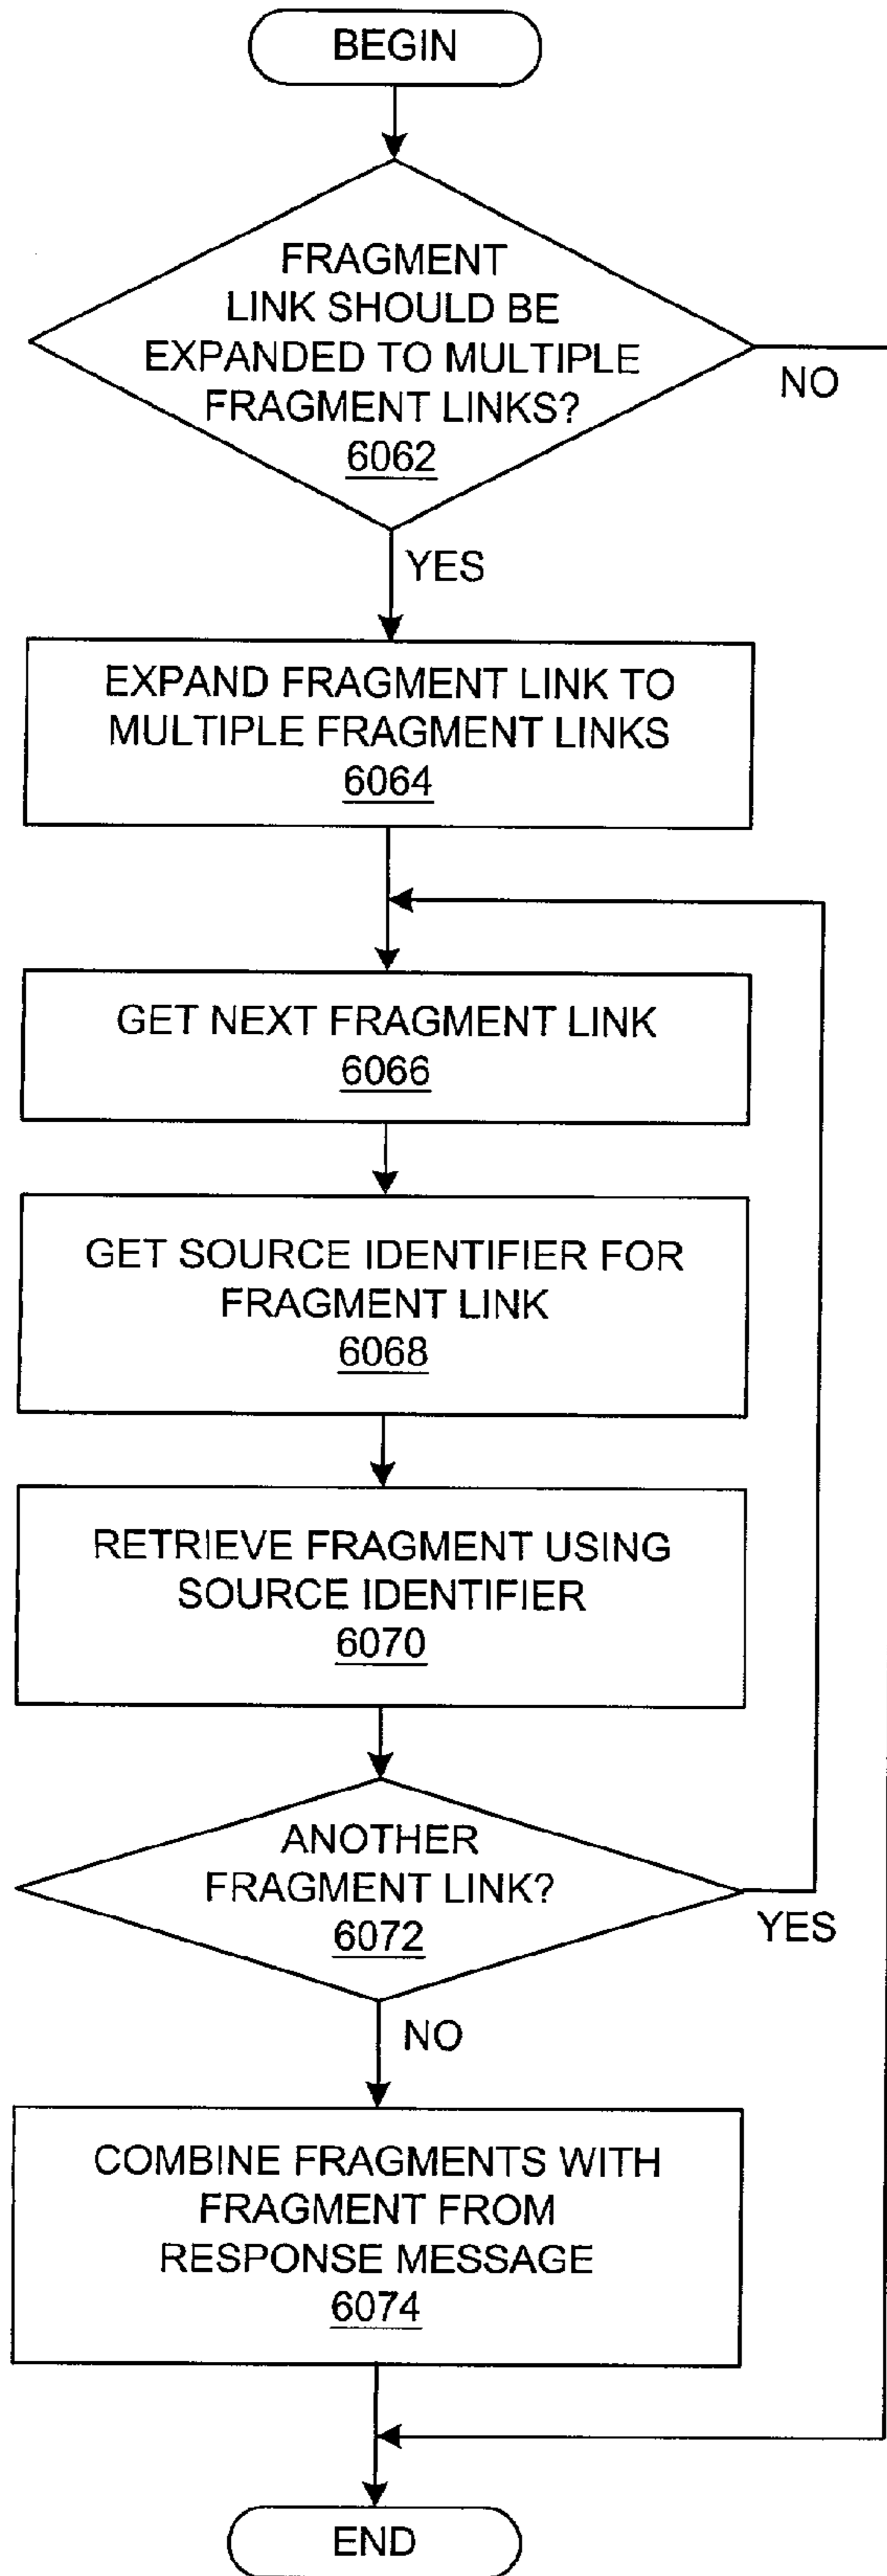 BEGIN
FRAGMENT
LINK SHOULD BE
EXPANDED TO MULTIPLE
FRAGMENT LINKS?
6062
NO
YES
EXPAND FRAGMENT LINK TO
MULTIPLE FRAGMENT LINKS
6064
GET NEXT FRAGMENT LINK
6066
GET SOURCE IDENTIFIER FOR
FRAGMENT LINK
6068
RETRIEVE FRAGMENT USING
SOURCE IDENTIFIER
6070
ANOTHER
FRAGMENT LINK?
6072
YES
NO
COMBINE FRAGMENTS WITH
FRAGMENT FROM
RESPONSE MESSAGE
6074
END